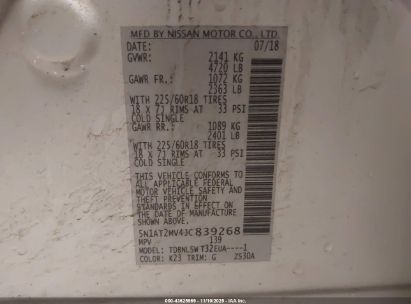 MFD BY NISSAN MOTOR CO., LTD.
DATE: 07/18
GVWR: 2141 KG
4720 LB
GAWR FR.: 1072 KG
2363 LB
WITH 225/60R18 TIRES
18 X 7J RIMS AT 33 PSI
COLD SINGLE
GAWR RR.: 1089 KG
2401 LB
WITH 225/60R18 TIRES
18 X 7J RIMS AT 33 PSI
COLD SINGLE
THIS VEHICLE CONFORMS TO
ALL APPLICABLE FEDERAL
MOTOR VEHICLE SAFETY AND
THEFT PREVENTION
STANDARDS IN EFFECT ON
THE DATE OF MANUFACTURE
SHOWN ABOVE.
5N1AT2MV4JC839268
MPV 139
MODEL: TDBNL5WT32EUA----1
COLOR: K23 TRIM: G Z530A